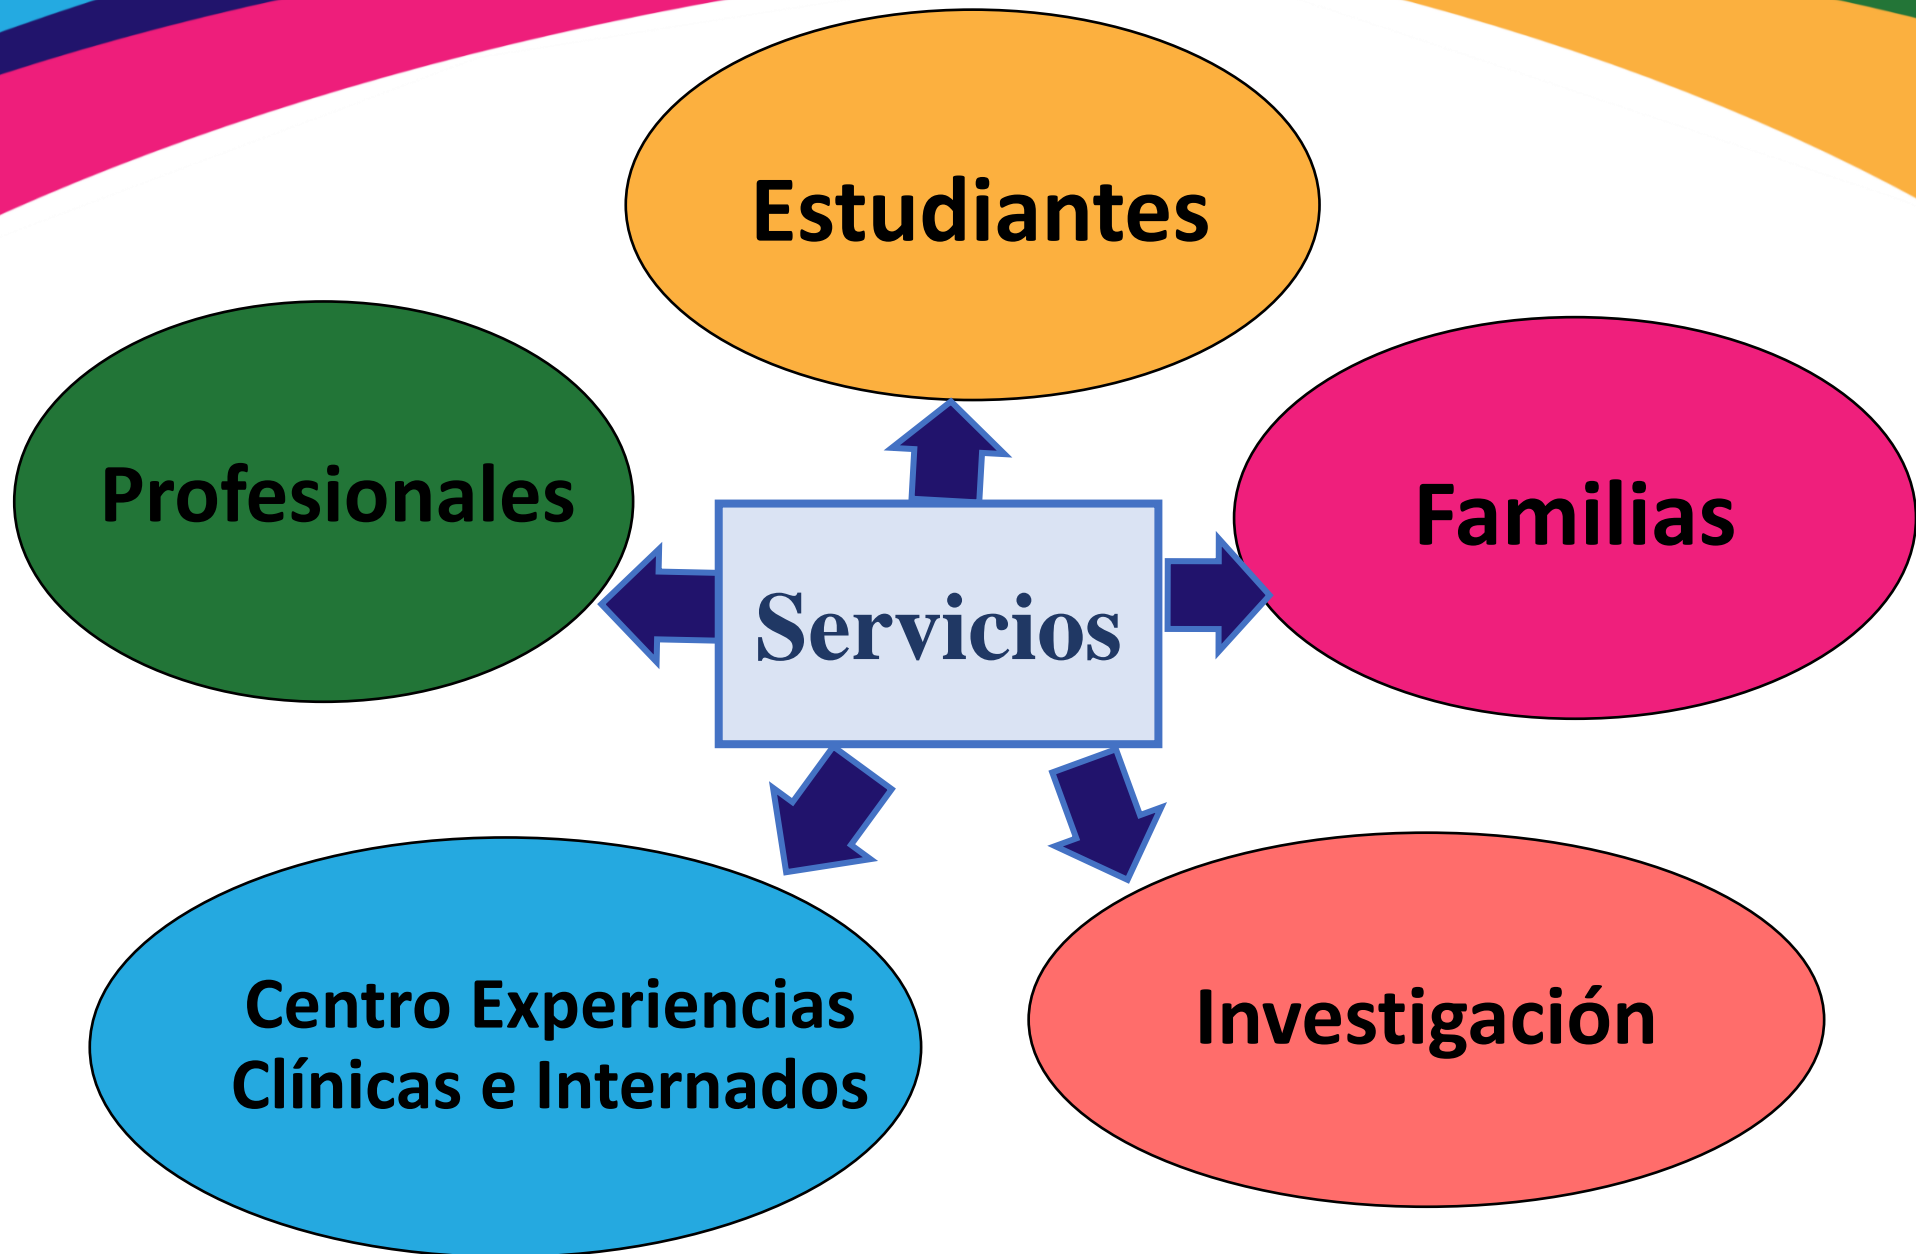 Estudiantes
Profesionales
Familias
Servicios
Centro Experiencias
Clínicas e Internados
Investigación